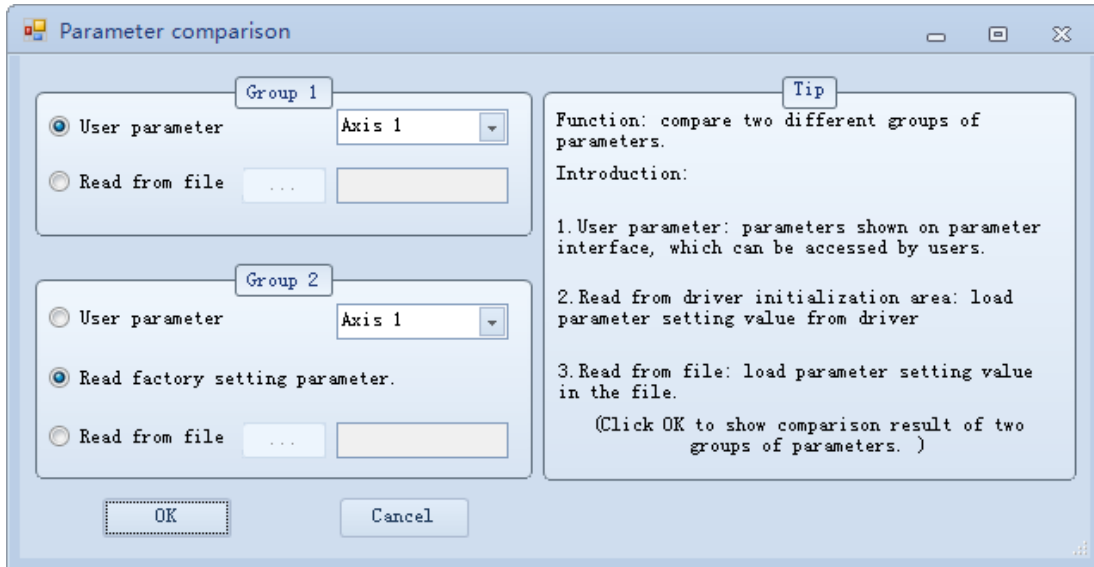 Parameter comparison
Group 1
User parameter
Axis 1
Read from file
...
Group 2
User parameter
Axis 1
Read factory setting parameter.
Read from file
...
OK
Cancel
Tip
Function: compare two different groups of
parameters.
Introduction:
1.User parameter: parameters shown on parameter
interface, which can be accessed by users.
2.Read from driver initialization area: load
parameter setting value from driver
3.Read from file: load parameter setting value
in the file.
(Click OK to show comparison result of two
groups of parameters. )